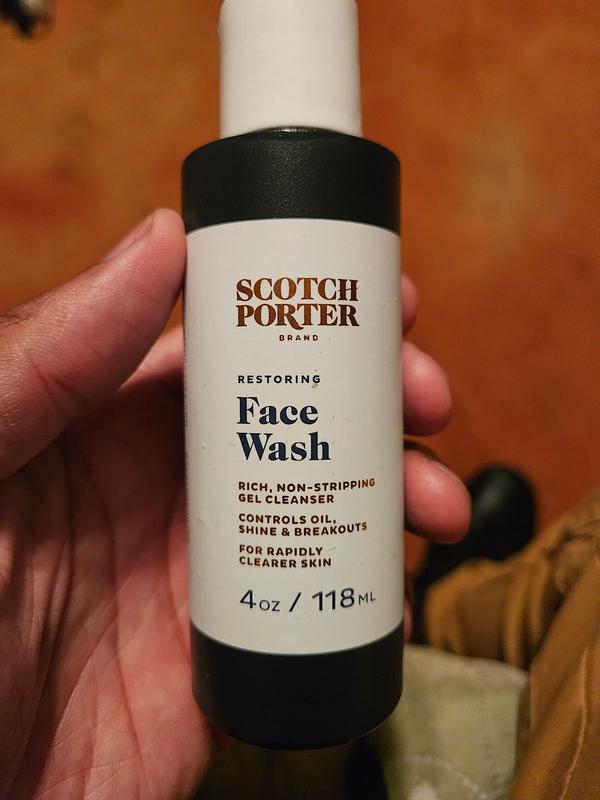 SCOTCH
PORTER
BRAND
RESTORING
Face
Wash
RICH, NON-STRIPPING
GEL CLEANSER
CONTROLS OIL,
SHINE & BREAKOUTS
FOR RAPIDLY
CLEARER SKIN
4OZ / 118ML